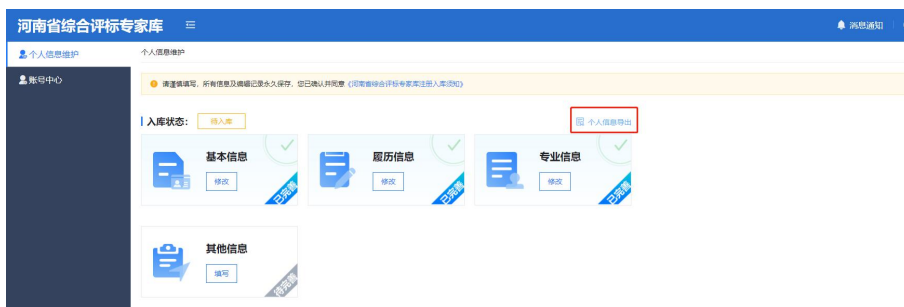 河南省综合评标专家库
消息通知
个人信息维护
个人信息维护
账号中心
请谨慎填写，所有信息及编辑记录永久保存，您已确认并同意《河南省综合评标专家库注册入库须知》
入库状态：
待入库
个人信息导出
基本信息
修改
已完善
履历信息
修改
已完善
专业信息
修改
已完善
其他信息
填写
待完善